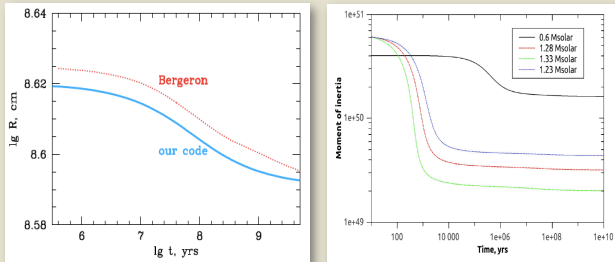 8.64
8.62
8.6
8.58
lg R, cm
Bergeron
our code
6
7
8
9
lg t, yrs
1e+51
1e+50
1e+49
Moment of inertia
0.6 Msolar
1.28 Msolar
1.33 Msolar
1.23 Msolar
100
10 000
1e+06
1e+08
1e+10
Time, yrs